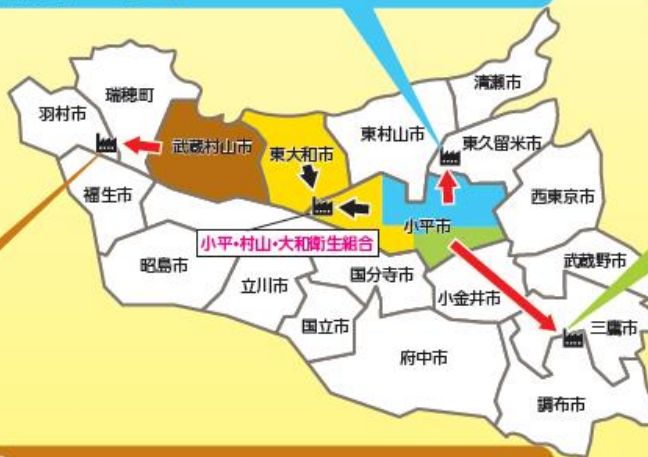 清瀬市
瑞穂町
羽村市
東村山市
東久留米市
武蔵村山市
東大和市
福生市
西東京市
小平市
小平・村山・大和衛生組合
昭島市
立川市
国分寺市
武蔵野市
小金井市
国立市
三鷹市
府中市
調布市